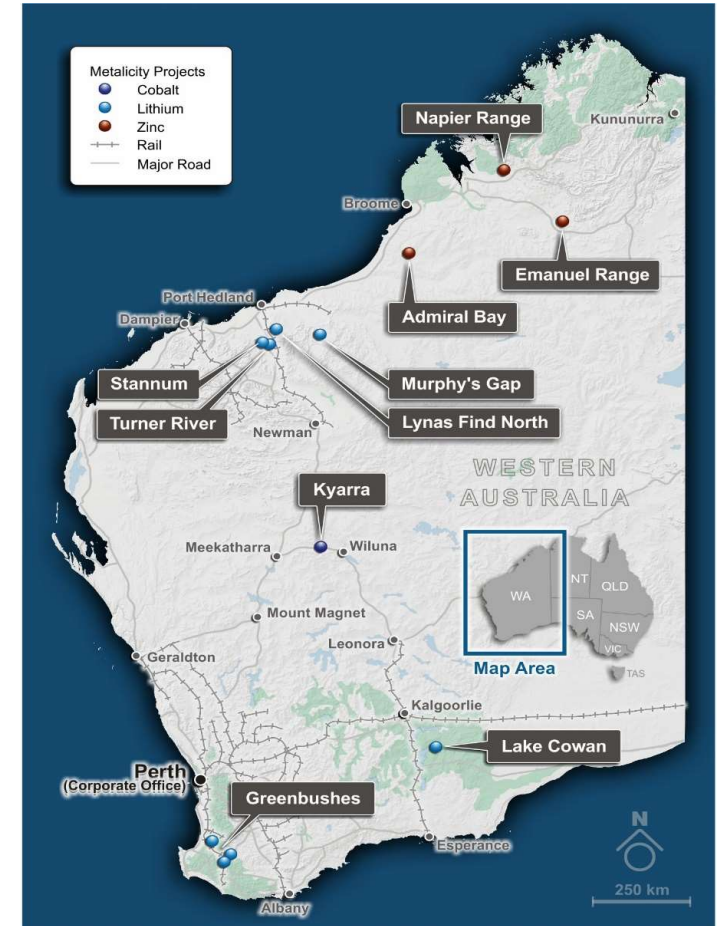 Metalicity Projects
Cobalt
Lithium
Zinc
Rail
Major Road
Napier Range
Kununurra
Broome
Emanuel Range
Admiral Bay
Port Hedland
Dampier
Stannum
Murphy's Gap
Turner River
Lynas Find North
Newman
WESTERN
AUSTRALIA
Kyarra
Meekatharra
Wiluna
WA
NT
QLD
SA
NSW
VIC
TAS
Map Area
Mount Magnet
Leonora
Geraldton
Kalgoorlie
Lake Cowan
Perth
(Corporate Office)
Greenbushes
Esperance
Albany
N
250 km